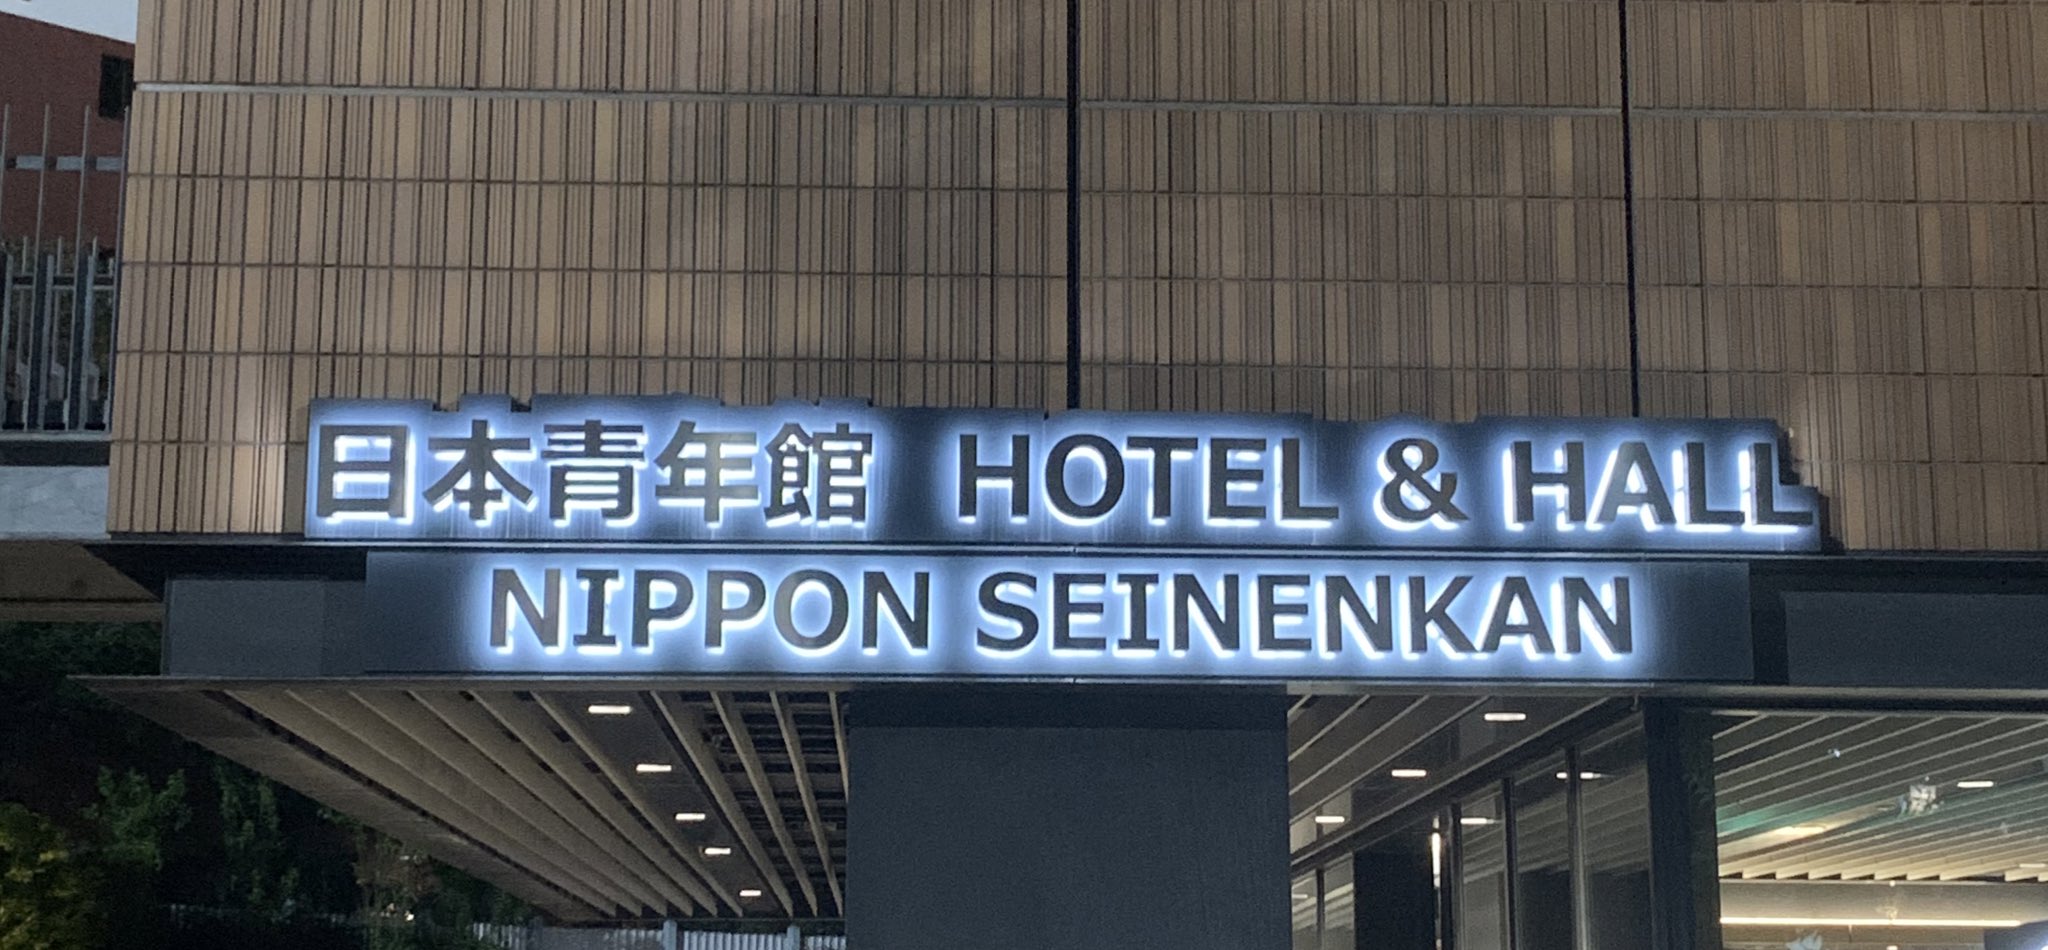 日本青年館 HOTEL & HALL
NIPPON SEINENKAN